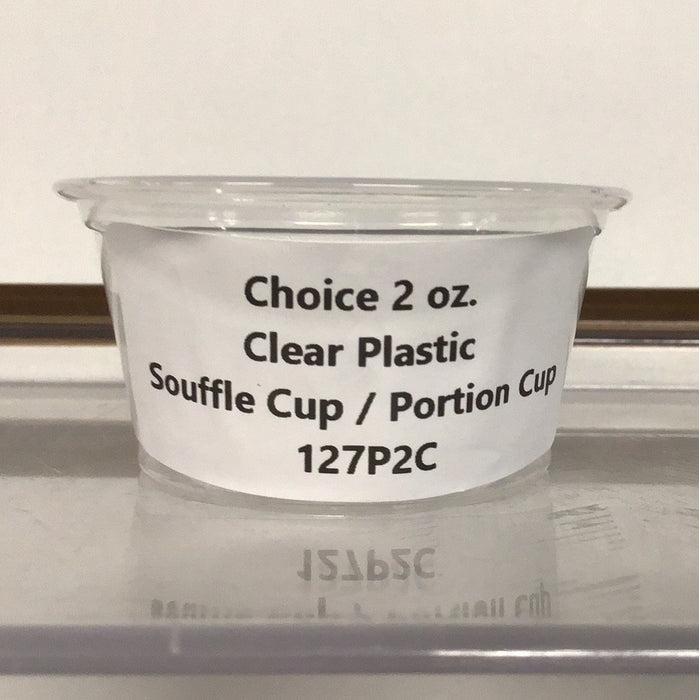 Choice 2 oz.
Clear Plastic
Souffle Cup / Portion Cup
127P2C